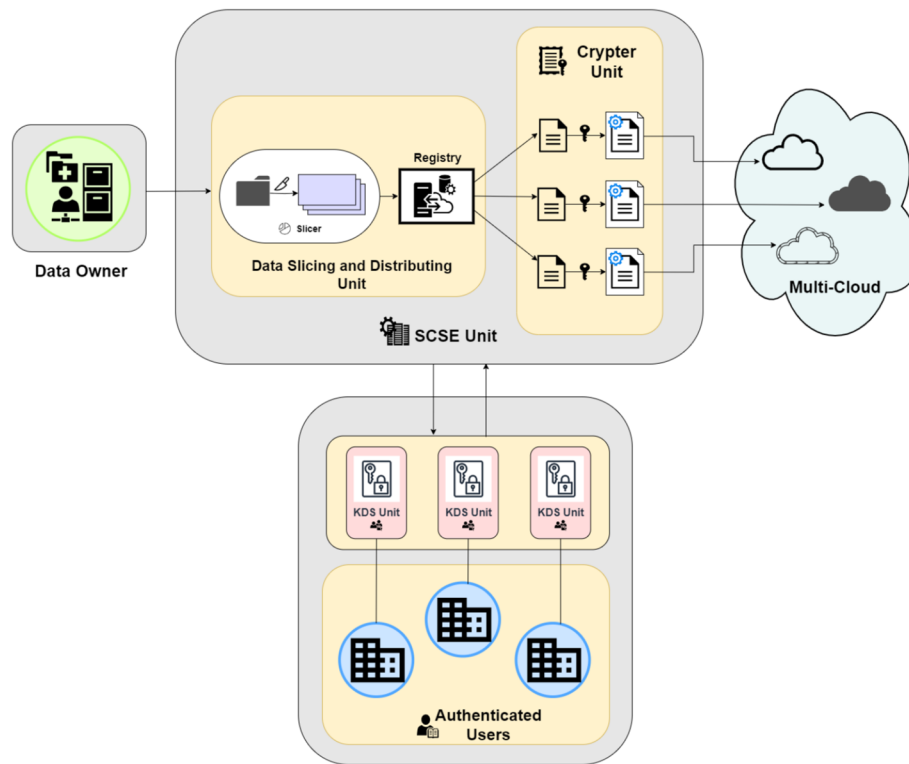 Crypter
Unit
Registry
Slicer
Data Slicing and Distributing
Unit
Data Owner
Multi-Cloud
SCSE Unit
KDS Unit
KDS Unit
KDS Unit
Authenticated
Users